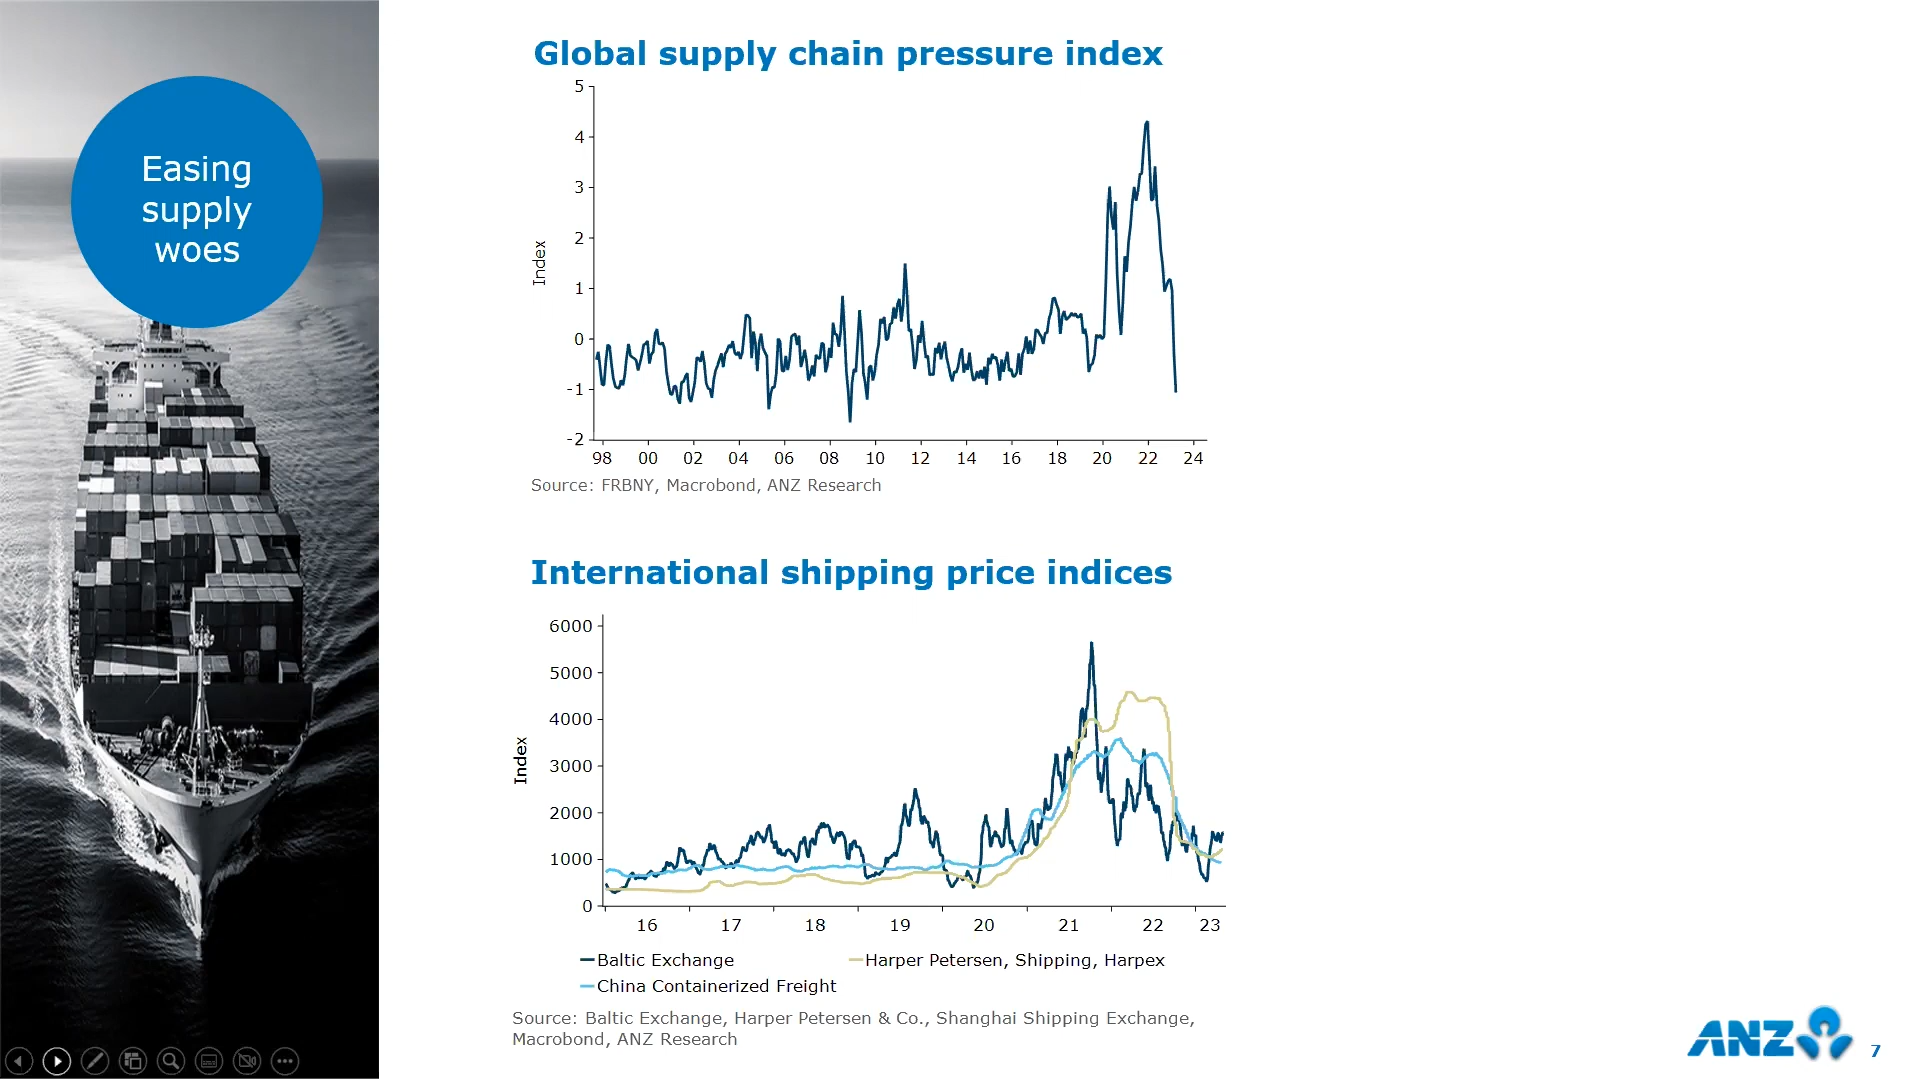 Easing
supply
woes
Global supply chain pressure index
5
4
3
2
1
0
-1
-2
Index
98 00 02 04 06 08 10 12 14 16 18 20 22 24
Source: FRBNY, Macrobond, ANZ Research
International shipping price indices
6000
5000
4000
3000
2000
1000
0
Index
16 17 18 19 20 21 22 23
Baltic Exchange Harper Petersen, Shipping, Harpex
China Containerized Freight
Source: Baltic Exchange, Harper Petersen & Co., Shanghai Shipping Exchange,
Macrobond, ANZ Research
ANZ
7